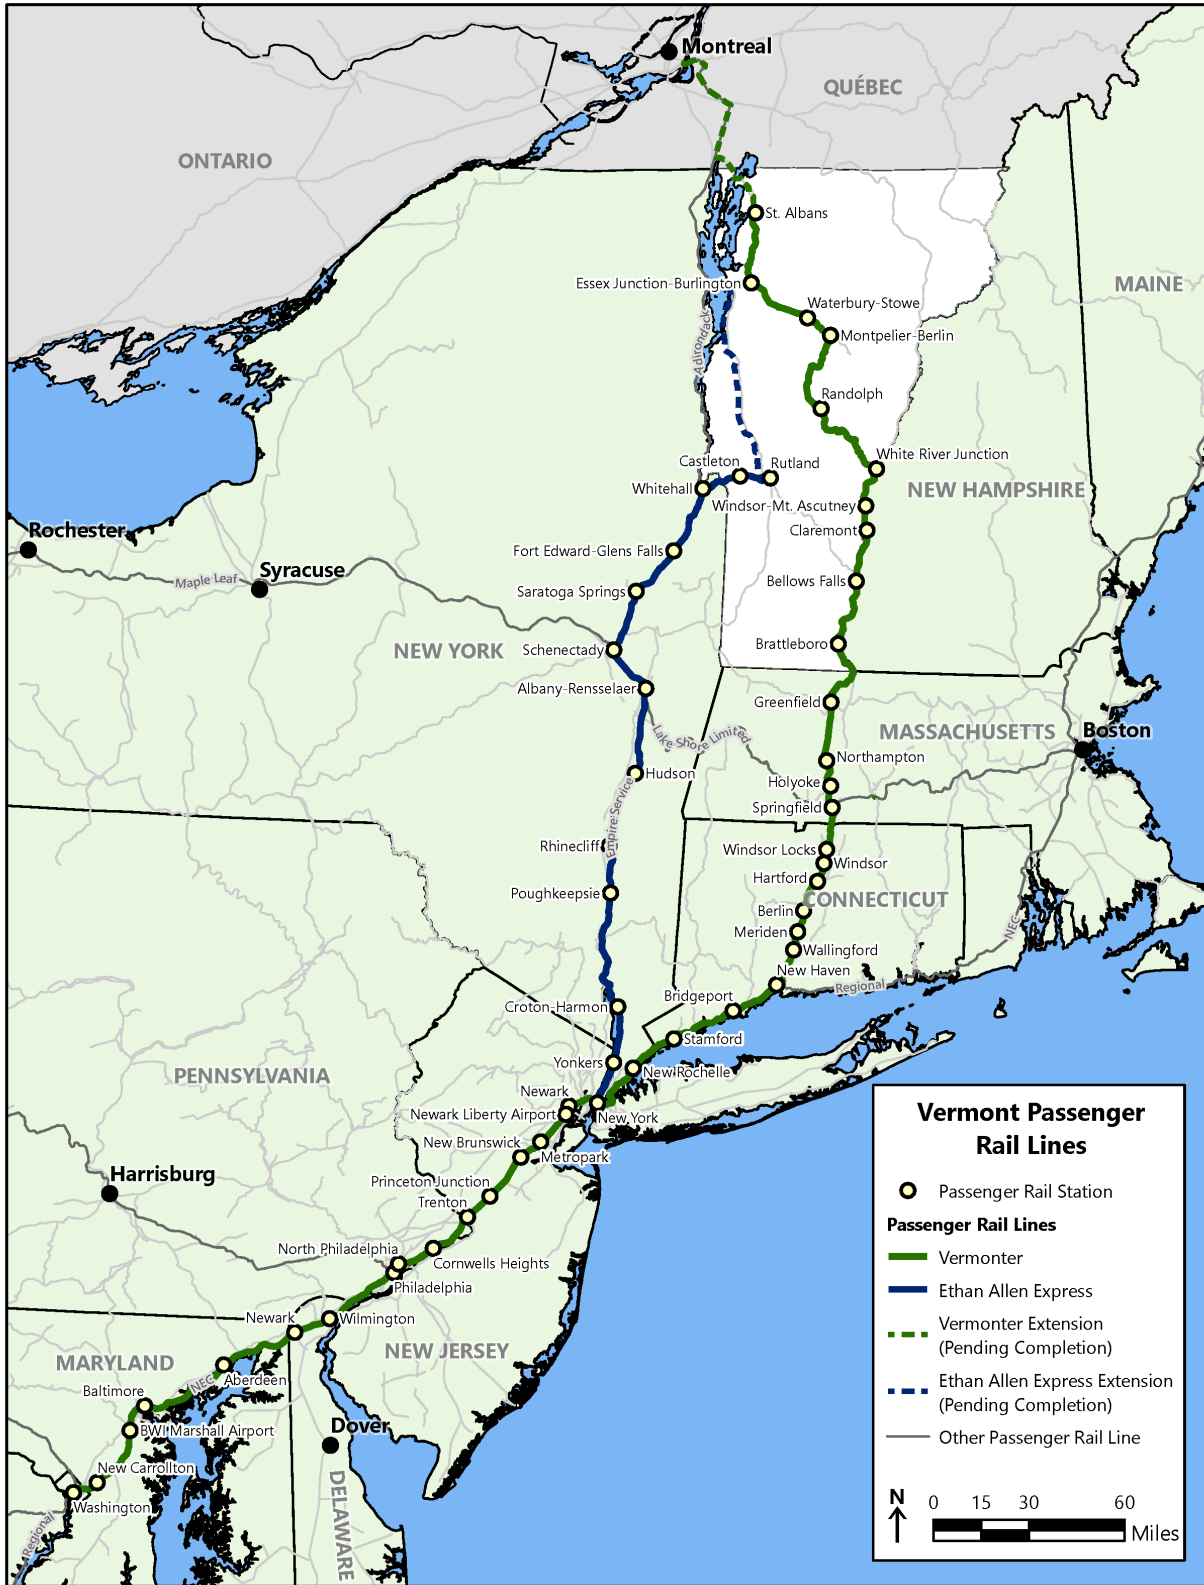 Montreal
QUÉBEC
ONTARIO
St. Albans
Essex Junction-Burlington
MAINE
Waterbury-Stowe
Adirondack
Montpelier-Berlin
Randolph
White River Junction
Castleton
Rutland
Whitehall
NEW HAMPSHIRE
Windsor-Mt. Ascutney
Rochester
Claremont
Fort Edward-Glens Falls
Syracuse
Maple Leaf
Bellows Falls
Saratoga Springs
NEW YORK
Schenectady
Brattleboro
Albany-Rensselaer
Greenfield
MASSACHUSETTS
Boston
Lake Shore Limited
Northampton
Hudson
Holyoke
Springfield
Empire Service
Rhinecliff
Windsor Locks
Windsor
Hartford
Poughkeepsie
CONNECTICUT
Berlin
NEC
Meriden
Wallingford
New Haven
Regional
Bridgeport
Croton-Harmon
Stamford
Yonkers
New Rochelle
PENNSYLVANIA
Newark
Newark Liberty Airport
New York
New Brunswick
Metropark
Harrisburg
Princeton Junction
Trenton
North Philadelphia
Cornwells Heights
Philadelphia
Newark
Wilmington
NEW JERSEY
MARYLAND
NEC
Aberdeen
Baltimore
BWI Marshall Airport
Dover
New Carrollton
Washington
DELAWARE
Regional
Vermont Passenger
Rail Lines
Passenger Rail Station
Passenger Rail Lines
Vermonter
Ethan Allen Express
Vermonter Extension
(Pending Completion)
Ethan Allen Express Extension
(Pending Completion)
Other Passenger Rail Line
N
0 15 30 60
Miles